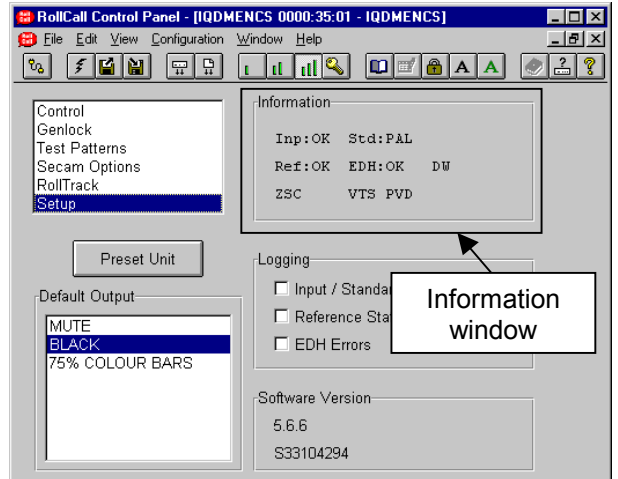 RollCall Control Panel - [IQDMENCS 0000:35:01 - IQDMENCS]
File Edit View Configuration Window Help
A A
Control
Genlock
Test Patterns
Secam Options
RollTrack
Setup
Information
Inp:OK Std:PAL
Ref:OK EDH:OK DW
ZSC VTS PVD
Preset Unit
Default Output
MUTE
BLACK
75% COLOUR BARS
Logging
Input / Standa
Reference Sta
EDH Errors
Information
window
Software Version
5.6.6
S33104294